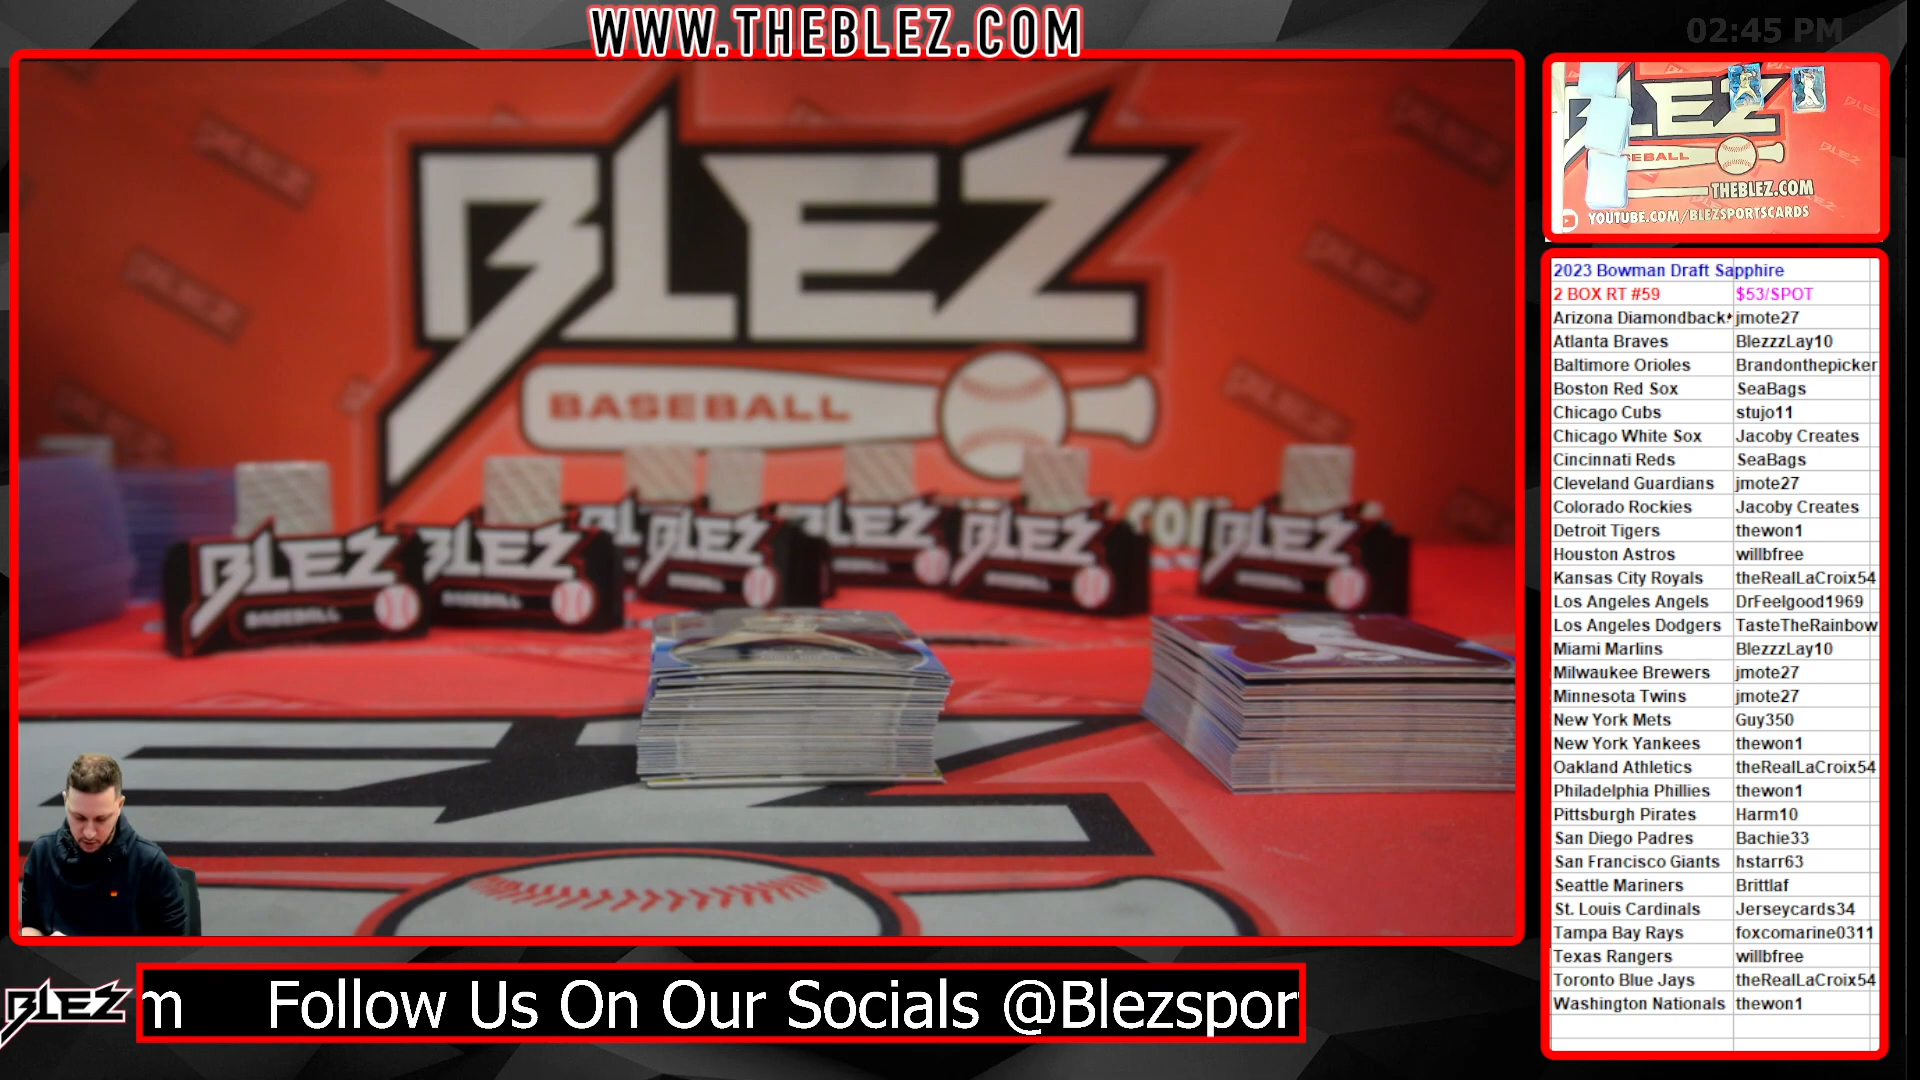 WWW.THEBLEZ.COM
02:45 PM
BLEZ
BASEBALL
BLEZ
BASEBALL
BLEZ
BASEBALL
BLEZ
BASEBALL
BLEZ
BLEZ
BASEBALL
BLEZ
BASEBALL
BLEZ
BASEBALL
THEBLEZ.COM
YOUTUBE.COM/BLEZSPORTSCARDS
2023 Bowman Draft Sapphire
2 BOX RT #59 $53/SPOT
Arizona Diamondback jmote27
Atlanta Braves BlezzzLay10
Baltimore Orioles Brandonthepicker
Boston Red Sox SeaBags
Chicago Cubs stujo11
Chicago White Sox Jacoby Creates
Cincinnati Reds SeaBags
Cleveland Guardians jmote27
Colorado Rockies Jacoby Creates
Detroit Tigers thewon1
Houston Astros willbfree
Kansas City Royals theRealLaCroix54
Los Angeles Angels DrFeelgood1969
Los Angeles Dodgers TasteTheRainbow
Miami Marlins BlezzzLay10
Milwaukee Brewers jmote27
Minnesota Twins jmote27
New York Mets Guy350
New York Yankees thewon1
Oakland Athletics theRealLaCroix54
Philadelphia Phillies thewon1
Pittsburgh Pirates Harm10
San Diego Padres Bachie33
San Francisco Giants hstarr63
Seattle Mariners Brittlaf
St. Louis Cardinals Jerseycards34
Tampa Bay Rays foxcomarine0311
Texas Rangers willbfree
Toronto Blue Jays theRealLaCroix54
Washington Nationals thewon1
BLEZ
m Follow Us On Our Socials @Blezspor